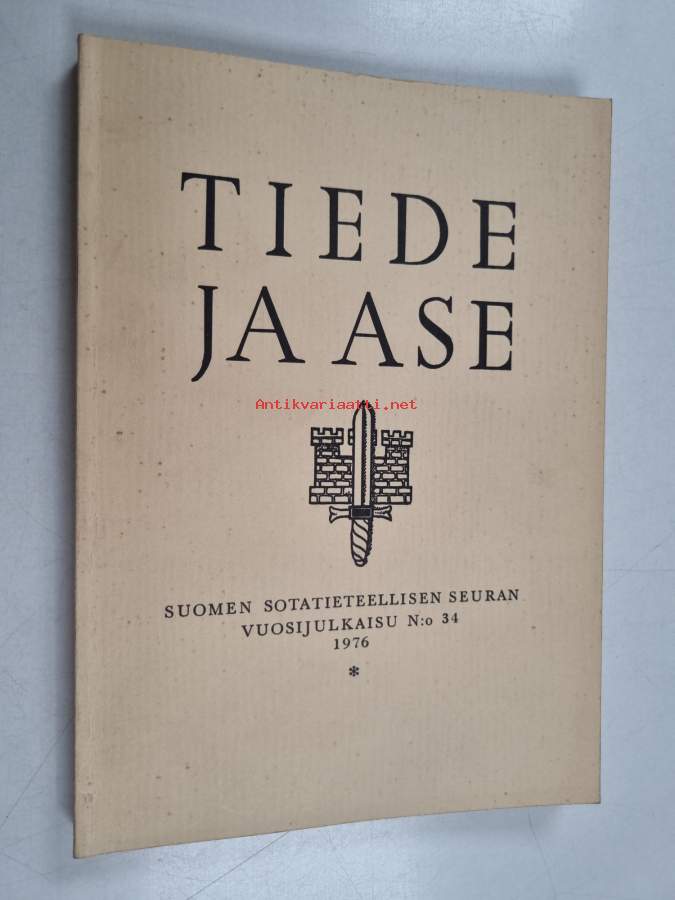 TIEDE
JA ASE
Antikvariaatti.net
SUOMEN SOTATIETEELLISEN SEURAN
VUOSIJULKAISU N:o 34
1976